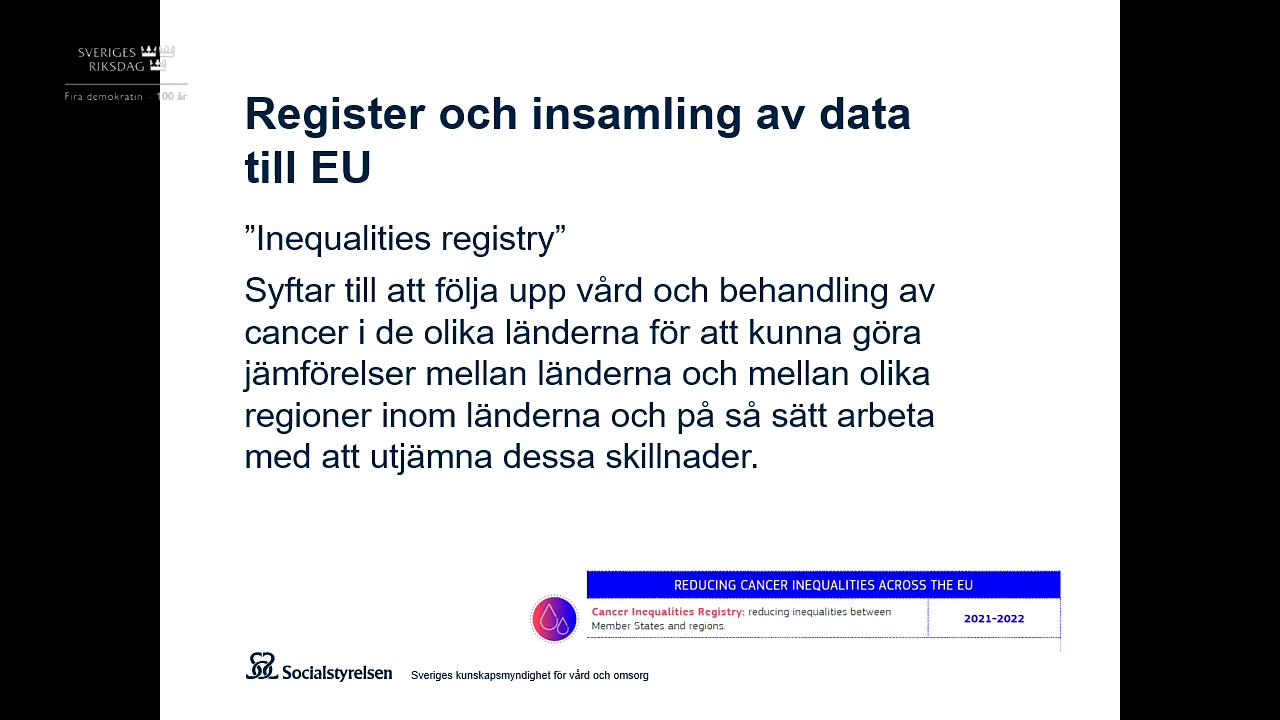 SVERIGES
RIKSDAG
Fira demokratin – 100 år
Register och insamling av data
till EU
”Inequalities registry”
Syftar till att följa upp vård och behandling av
cancer i de olika länderna för att kunna göra
jämförelser mellan länderna och mellan olika
regioner inom länderna och på så sätt arbeta
med att utjämna dessa skillnader.
REDUCING CANCER INEQUALITIES ACROSS THE EU
Cancer Inequalities Registry: reducing inequalities between
Member States and regions.
2021-2022
Socialstyrelsen
Sveriges kunskapsmyndighet för vård och omsorg